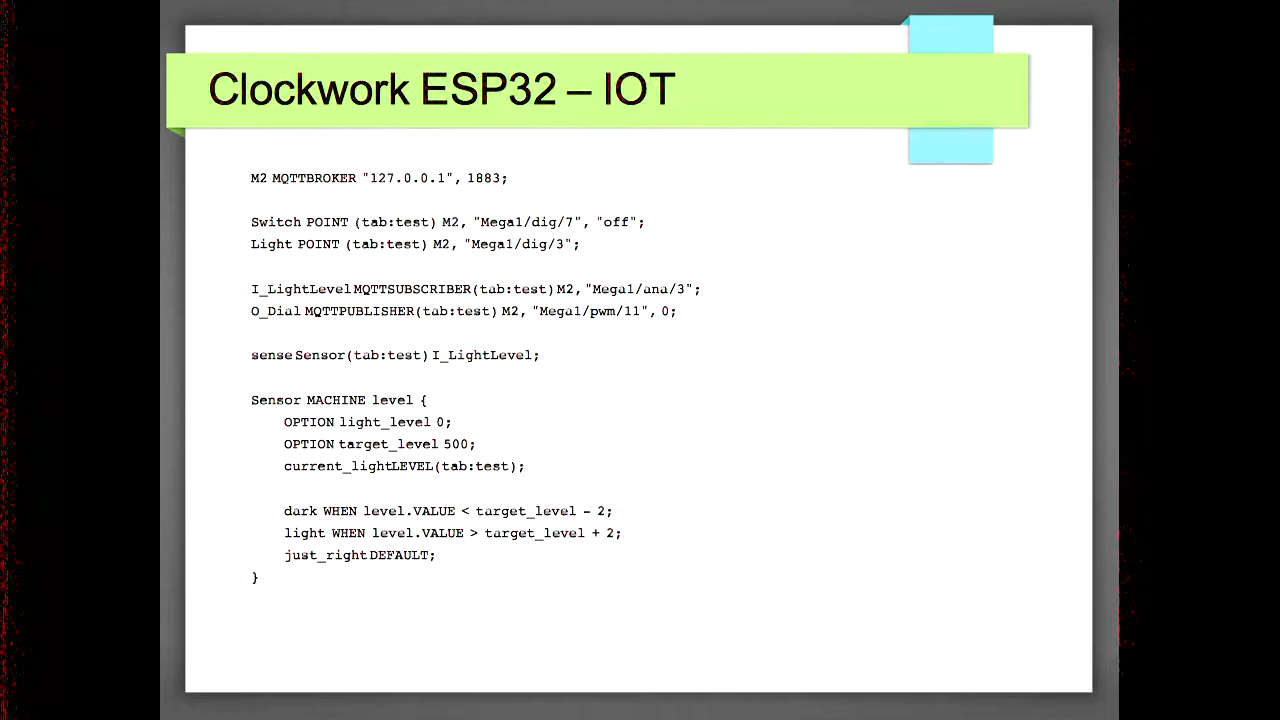 Clockwork ESP32 – IOT
M2 MQTTBROKER "127.0.0.1", 1883;
Switch POINT (tab:test) M2, "Mega1/dig/7", "off";
Light POINT (tab:test) M2, "Mega1/dig/3";
I_LightLevel MQTTSUBSCRIBER(tab:test) M2, "Mega1/ana/3";
O_Dial MQTTPUBLISHER(tab:test) M2, "Mega1/pwm/11", 0;
sense Sensor(tab:test) I_LightLevel;
Sensor MACHINE level {
OPTION light_level 0;
OPTION target_level 500;
current_light LEVEL(tab:test);
dark WHEN level.VALUE < target_level – 2;
light WHEN level.VALUE > target_level + 2;
just_right DEFAULT;
}